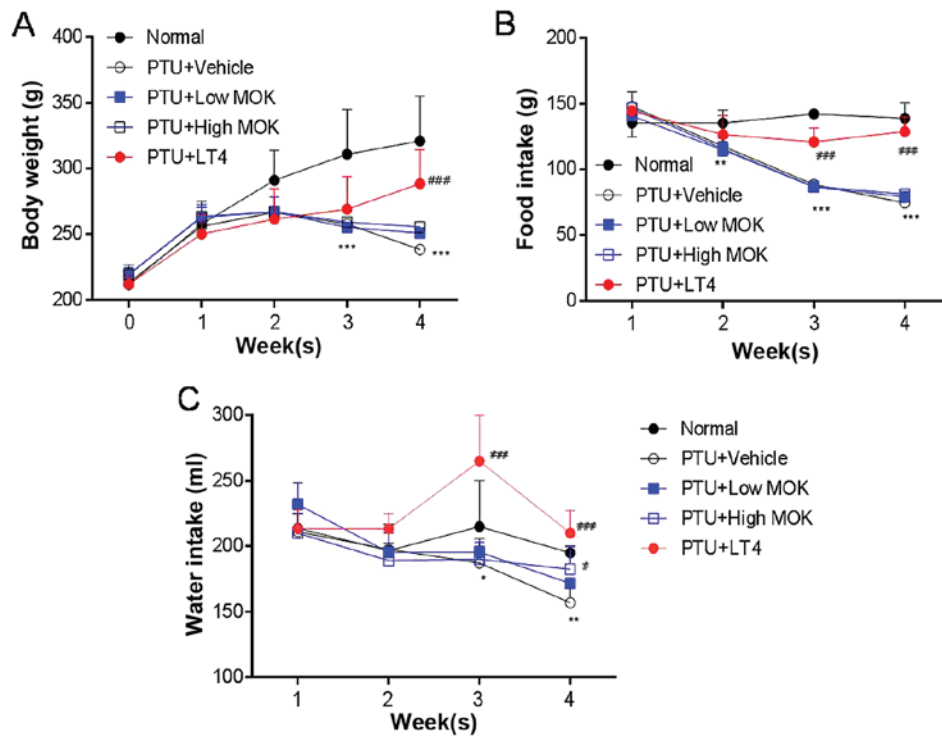 A
Body weight (g)
400
350
300
250
200
0 1 2 3 4
Week(s)
Normal
PTU+Vehicle
PTU+Low MOK
PTU+High MOK
PTU+LT4
###
***
***
B
Food intake (g)
150
100
50
0
1 2 3 4
Week(s)
Normal
PTU+Vehicle
PTU+Low MOK
PTU+High MOK
PTU+LT4
**
###
###
***
***
C
Water intake (ml)
300
250
200
150
100
1 2 3 4
Week(s)
###
###
#
*
**
Normal
PTU+Vehicle
PTU+Low MOK
PTU+High MOK
PTU+LT4